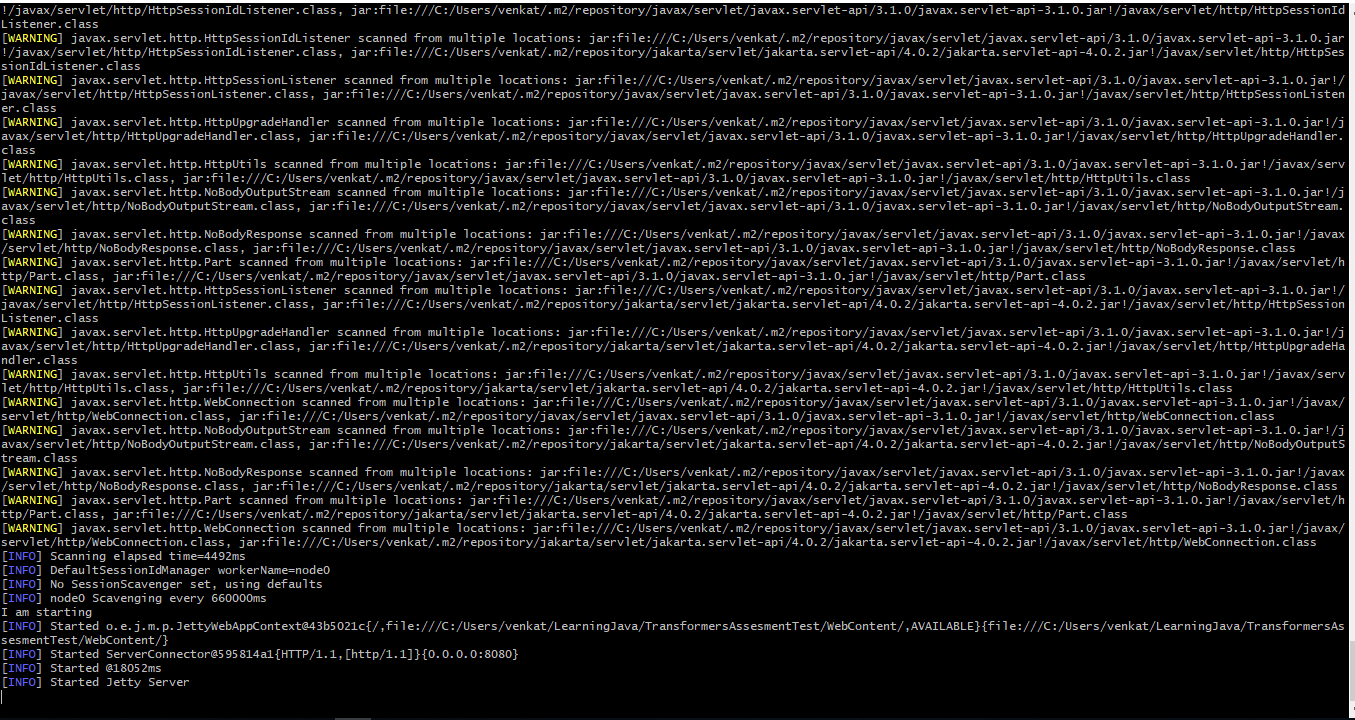 !/javax/servlet/http/HttpSessionIdListener.class, jar:file:///C:/Users/venkat/.m2/repository/javax/servlet/javax.servlet-api/3.1.0/javax.servlet-api-3.1.0.jar!/javax/servlet/http/HttpSessionId
Listener.class
[WARNING] javax.servlet.http.HttpSessionIdListener scanned from multiple locations: jar:file:///C:/Users/venkat/.m2/repository/javax/servlet/javax.servlet-api/3.1.0/javax.servlet-api-3.1.0.jar
!/javax/servlet/http/HttpSessionIdListener.class, jar:file:///C:/Users/venkat/.m2/repository/jakarta/servlet/jakarta.servlet-api/4.0.2/jakarta.servlet-api-4.0.2.jar!/javax/servlet/http/HttpSes
sionIdListener.class
[WARNING] javax.servlet.http.HttpSessionListener scanned from multiple locations: jar:file:///C:/Users/venkat/.m2/repository/javax/servlet/javax.servlet-api/3.1.0/javax.servlet-api-3.1.0.jar!/
javax/servlet/http/HttpSessionListener.class, jar:file:///C:/Users/venkat/.m2/repository/javax/servlet/javax.servlet-api/3.1.0/javax.servlet-api-3.1.0.jar!/javax/servlet/http/HttpSessionListen
er.class
[WARNING] javax.servlet.http.HttpUpgradeHandler scanned from multiple locations: jar:file:///C:/Users/venkat/.m2/repository/javax/servlet/javax.servlet-api/3.1.0/javax.servlet-api-3.1.0.jar!/j
avax/servlet/http/HttpUpgradeHandler.class, jar:file:///C:/Users/venkat/.m2/repository/javax/servlet/javax.servlet-api/3.1.0/javax.servlet-api-3.1.0.jar!/javax/servlet/http/HttpUpgradeHandler.
class
[WARNING] javax.servlet.http.HttpUtils scanned from multiple locations: jar:file:///C:/Users/venkat/.m2/repository/javax/servlet/javax.servlet-api/3.1.0/javax.servlet-api-3.1.0.jar!/javax/serv
let/http/HttpUtils.class, jar:file:///C:/Users/venkat/.m2/repository/javax/servlet/javax.servlet-api/3.1.0/javax.servlet-api-3.1.0.jar!/javax/servlet/http/HttpUtils.class
[WARNING] javax.servlet.http.NoBodyOutputStream scanned from multiple locations: jar:file:///C:/Users/venkat/.m2/repository/javax/servlet/javax.servlet-api/3.1.0/javax.servlet-api-3.1.0.jar!/j
avax/servlet/http/NoBodyOutputStream.class, jar:file:///C:/Users/venkat/.m2/repository/javax/servlet/javax.servlet-api/3.1.0/javax.servlet-api-3.1.0.jar!/javax/servlet/http/NoBodyOutputStream.
class
[WARNING] javax.servlet.http.NoBodyResponse scanned from multiple locations: jar:file:///C:/Users/venkat/.m2/repository/javax/servlet/javax.servlet-api/3.1.0/javax.servlet-api-3.1.0.jar!/javax
/servlet/http/NoBodyResponse.class, jar:file:///C:/Users/venkat/.m2/repository/javax/servlet/javax.servlet-api/3.1.0/javax.servlet-api-3.1.0.jar!/javax/servlet/http/NoBodyResponse.class
[WARNING] javax.servlet.http.Part scanned from multiple locations: jar:file:///C:/Users/venkat/.m2/repository/javax/servlet/javax.servlet-api/3.1.0/javax.servlet-api-3.1.0.jar!/javax/servlet/h
ttp/Part.class, jar:file:///C:/Users/venkat/.m2/repository/javax/servlet/javax.servlet-api/3.1.0/javax.servlet-api-3.1.0.jar!/javax/servlet/http/Part.class
[WARNING] javax.servlet.http.HttpSessionListener scanned from multiple locations: jar:file:///C:/Users/venkat/.m2/repository/javax/servlet/javax.servlet-api/3.1.0/javax.servlet-api-3.1.0.jar!/
javax/servlet/http/HttpSessionListener.class, jar:file:///C:/Users/venkat/.m2/repository/jakarta/servlet/jakarta.servlet-api/4.0.2/jakarta.servlet-api-4.0.2.jar!/javax/servlet/http/HttpSession
Listener.class
[WARNING] javax.servlet.http.HttpUpgradeHandler scanned from multiple locations: jar:file:///C:/Users/venkat/.m2/repository/javax/servlet/javax.servlet-api/3.1.0/javax.servlet-api-3.1.0.jar!/j
avax/servlet/http/HttpUpgradeHandler.class, jar:file:///C:/Users/venkat/.m2/repository/jakarta/servlet/jakarta.servlet-api/4.0.2/jakarta.servlet-api-4.0.2.jar!/javax/servlet/http/HttpUpgradeHa
ndler.class
[WARNING] javax.servlet.http.HttpUtils scanned from multiple locations: jar:file:///C:/Users/venkat/.m2/repository/javax/servlet/javax.servlet-api/3.1.0/javax.servlet-api-3.1.0.jar!/javax/serv
let/http/HttpUtils.class, jar:file:///C:/Users/venkat/.m2/repository/jakarta/servlet/jakarta.servlet-api/4.0.2/jakarta.servlet-api-4.0.2.jar!/javax/servlet/http/HttpUtils.class
[WARNING] javax.servlet.http.WebConnection scanned from multiple locations: jar:file:///C:/Users/venkat/.m2/repository/javax/servlet/javax.servlet-api/3.1.0/javax.servlet-api-3.1.0.jar!/javax/
servlet/http/WebConnection.class, jar:file:///C:/Users/venkat/.m2/repository/javax/servlet/javax.servlet-api/3.1.0/javax.servlet-api-3.1.0.jar!/javax/servlet/http/WebConnection.class
[WARNING] javax.servlet.http.NoBodyOutputStream scanned from multiple locations: jar:file:///C:/Users/venkat/.m2/repository/javax/servlet/javax.servlet-api/3.1.0/javax.servlet-api-3.1.0.jar!/j
avax/servlet/http/NoBodyOutputStream.class, jar:file:///C:/Users/venkat/.m2/repository/jakarta/servlet/jakarta.servlet-api/4.0.2/jakarta.servlet-api-4.0.2.jar!/javax/servlet/http/NoBodyOutputS
tream.class
[WARNING] javax.servlet.http.NoBodyResponse scanned from multiple locations: jar:file:///C:/Users/venkat/.m2/repository/javax/servlet/javax.servlet-api/3.1.0/javax.servlet-api-3.1.0.jar!/javax
/servlet/http/NoBodyResponse.class, jar:file:///C:/Users/venkat/.m2/repository/jakarta/servlet/jakarta.servlet-api/4.0.2/jakarta.servlet-api-4.0.2.jar!/javax/servlet/http/NoBodyResponse.class
[WARNING] javax.servlet.http.Part scanned from multiple locations: jar:file:///C:/Users/venkat/.m2/repository/javax/servlet/javax.servlet-api/3.1.0/javax.servlet-api-3.1.0.jar!/javax/servlet/h
ttp/Part.class, jar:file:///C:/Users/venkat/.m2/repository/jakarta/servlet/jakarta.servlet-api/4.0.2/jakarta.servlet-api-4.0.2.jar!/javax/servlet/http/Part.class
[WARNING] javax.servlet.http.WebConnection scanned from multiple locations: jar:file:///C:/Users/venkat/.m2/repository/javax/servlet/javax.servlet-api/3.1.0/javax.servlet-api-3.1.0.jar!/javax/
servlet/http/WebConnection.class, jar:file:///C:/Users/venkat/.m2/repository/jakarta/servlet/jakarta.servlet-api/4.0.2/jakarta.servlet-api-4.0.2.jar!/javax/servlet/http/WebConnection.class
[INFO] Scanning elapsed time=4492ms
[INFO] DefaultSessionIdManager workerName=node0
[INFO] No SessionScavenger set, using defaults
[INFO] node0 Scavenging every 660000ms
I am starting
[INFO] Started o.e.j.m.p.JettyWebAppContext@43b5021c{/,file:///C:/Users/venkat/LearningJava/TransformersAssesmentTest/WebContent/,AVAILABLE}{file:///C:/Users/venkat/LearningJava/TransformersAs
sesmentTest/WebContent/}
[INFO] Started ServerConnector@595814a1{HTTP/1.1,[http/1.1]}{0.0.0.0:8080}
[INFO] Started @18052ms
[INFO] Started Jetty Server